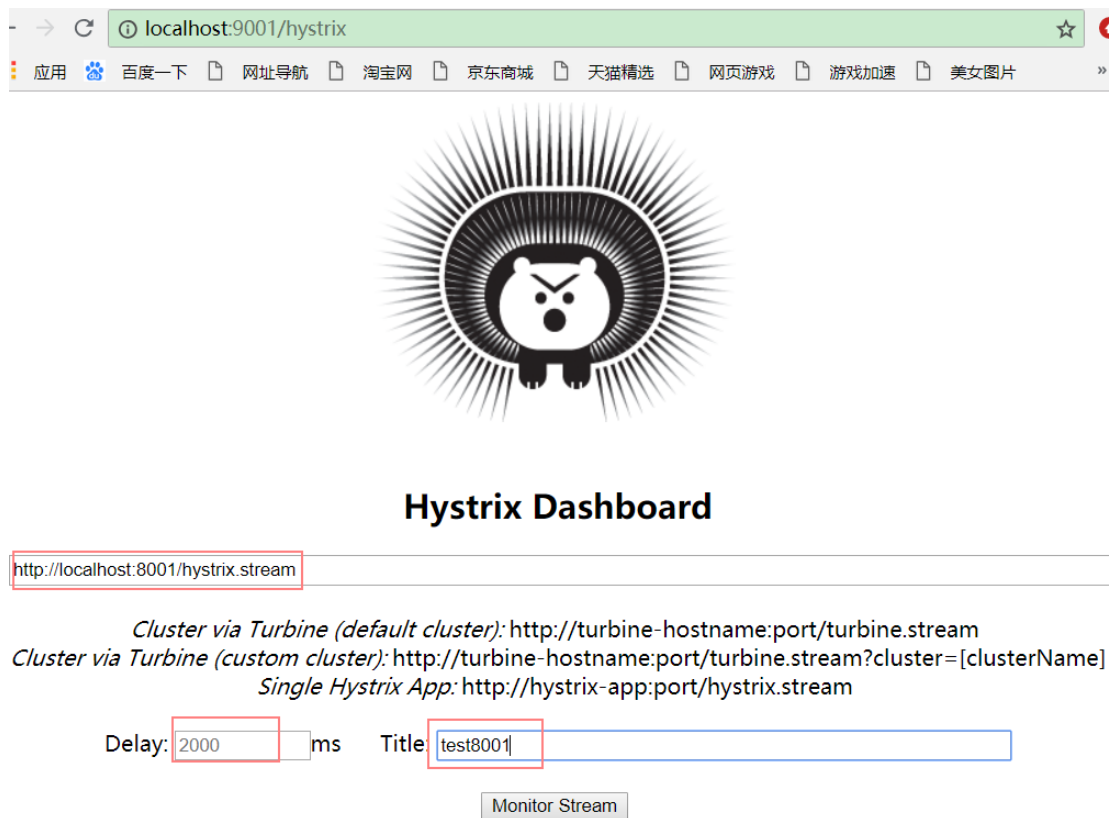 localhost:9001/hystrix
应用 百度一下 网址导航 淘宝网 京东商城 天猫精选 网页游戏 游戏加速 美女图片 »
Hystrix Dashboard
http://localhost:8001/hystrix.stream
Cluster via Turbine (default cluster): http://turbine-hostname:port/turbine.stream
Cluster via Turbine (custom cluster): http://turbine-hostname:port/turbine.stream?cluster=[clusterName]
Single Hystrix App: http://hystrix-app:port/hystrix.stream
Delay: 2000 ms Title: test8001
Monitor Stream